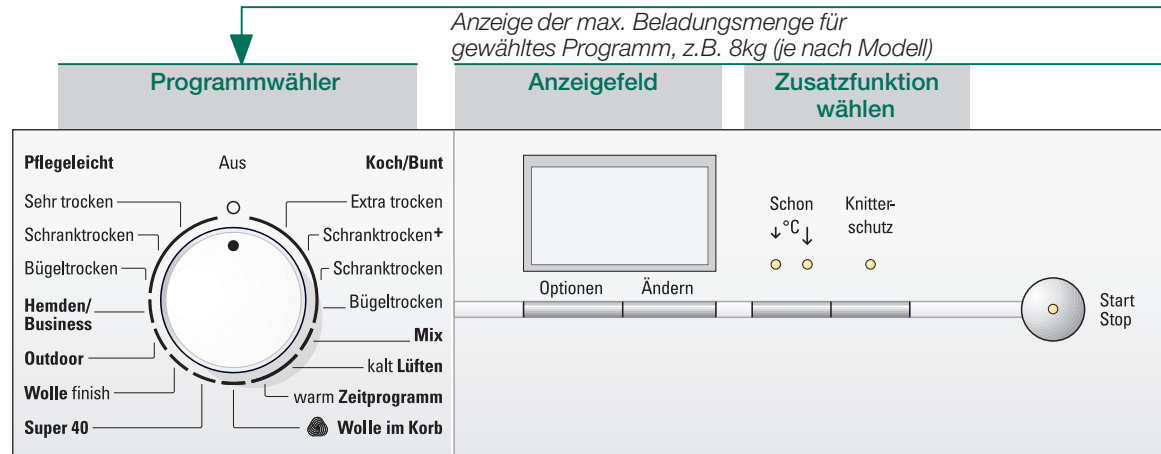 Anzeige der max. Beladungsmenge für
gewähltes Programm, z.B. 8kg (je nach Modell)
Programmwähler
Anzeigefeld
Zusatzfunktion
wählen
Pflegeleicht
Aus
Koch/Bunt
Sehr trocken
Schranktrocken
Bügeltrocken
Hemden/
Business
Outdoor
Wolle finish
Super 40
Extra trocken
Schranktrocken+
Schranktrocken
Bügeltrocken
Mix
kalt Lüften
warm Zeitprogramm
Wolle im Korb
Optionen
Ändern
Schon
↓°C↓
Knitter-
schutz
Start
Stop